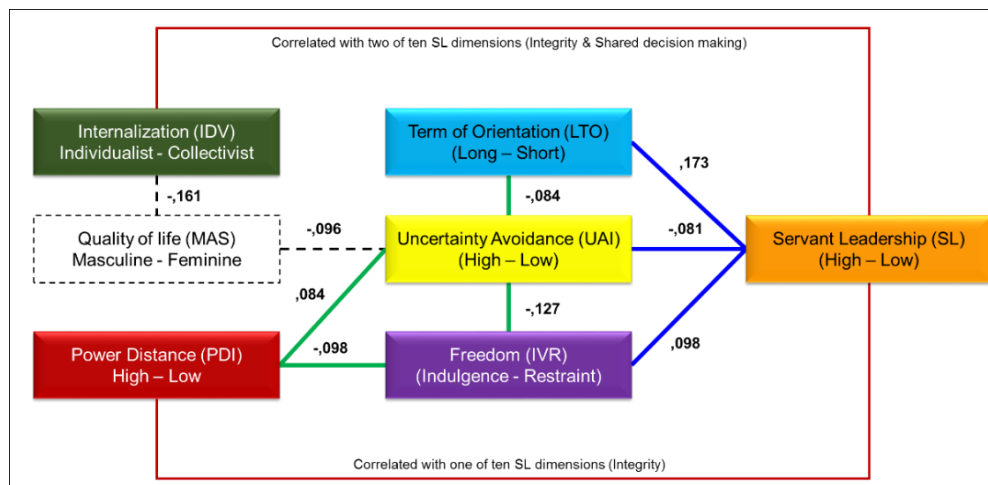 Correlated with two of ten SL dimensions (Integrity & Shared decision making)
Internalization (IDV)
Individualist - Collectivist
Term of Orientation (LTO)
(Long – Short)
,173
-,161
-,084
Quality of life (MAS)
Masculine - Feminine
-,096
Uncertainty Avoidance (UAI)
(High – Low)
-,081
Servant Leadership (SL)
(High – Low)
,084
-,127
-,098
,098
Power Distance (PDI)
High – Low
Freedom (IVR)
(Indulgence - Restraint)
Correlated with one of ten SL dimensions (Integrity)